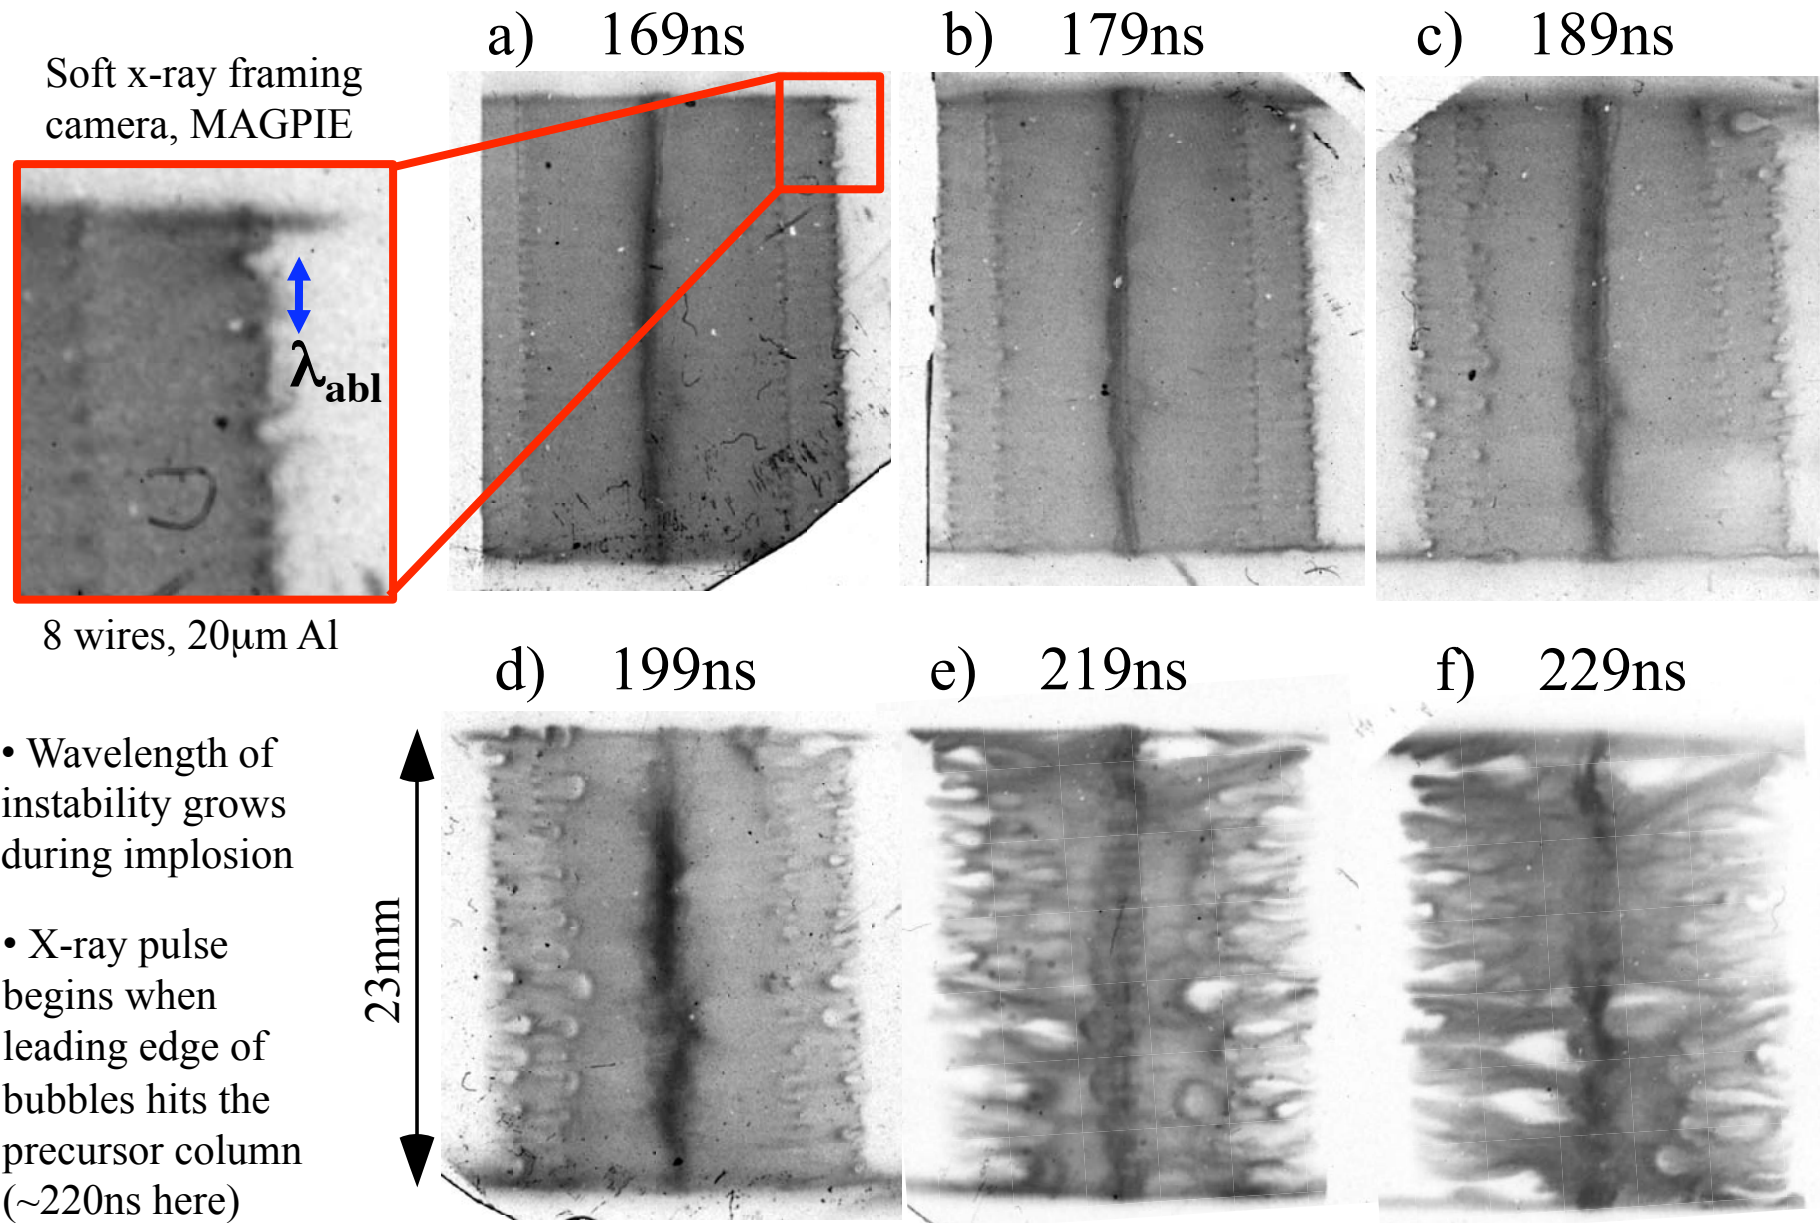 a) 169ns
b) 179ns
c) 189ns
Soft x-ray framing
camera, MAGPIE
λabl
8 wires, 20μm Al
d) 199ns
e) 219ns
f) 229ns
• Wavelength of
instability grows
during implosion
• X-ray pulse
begins when
leading edge of
bubbles hits the
precursor column
(~220ns here)
23mm